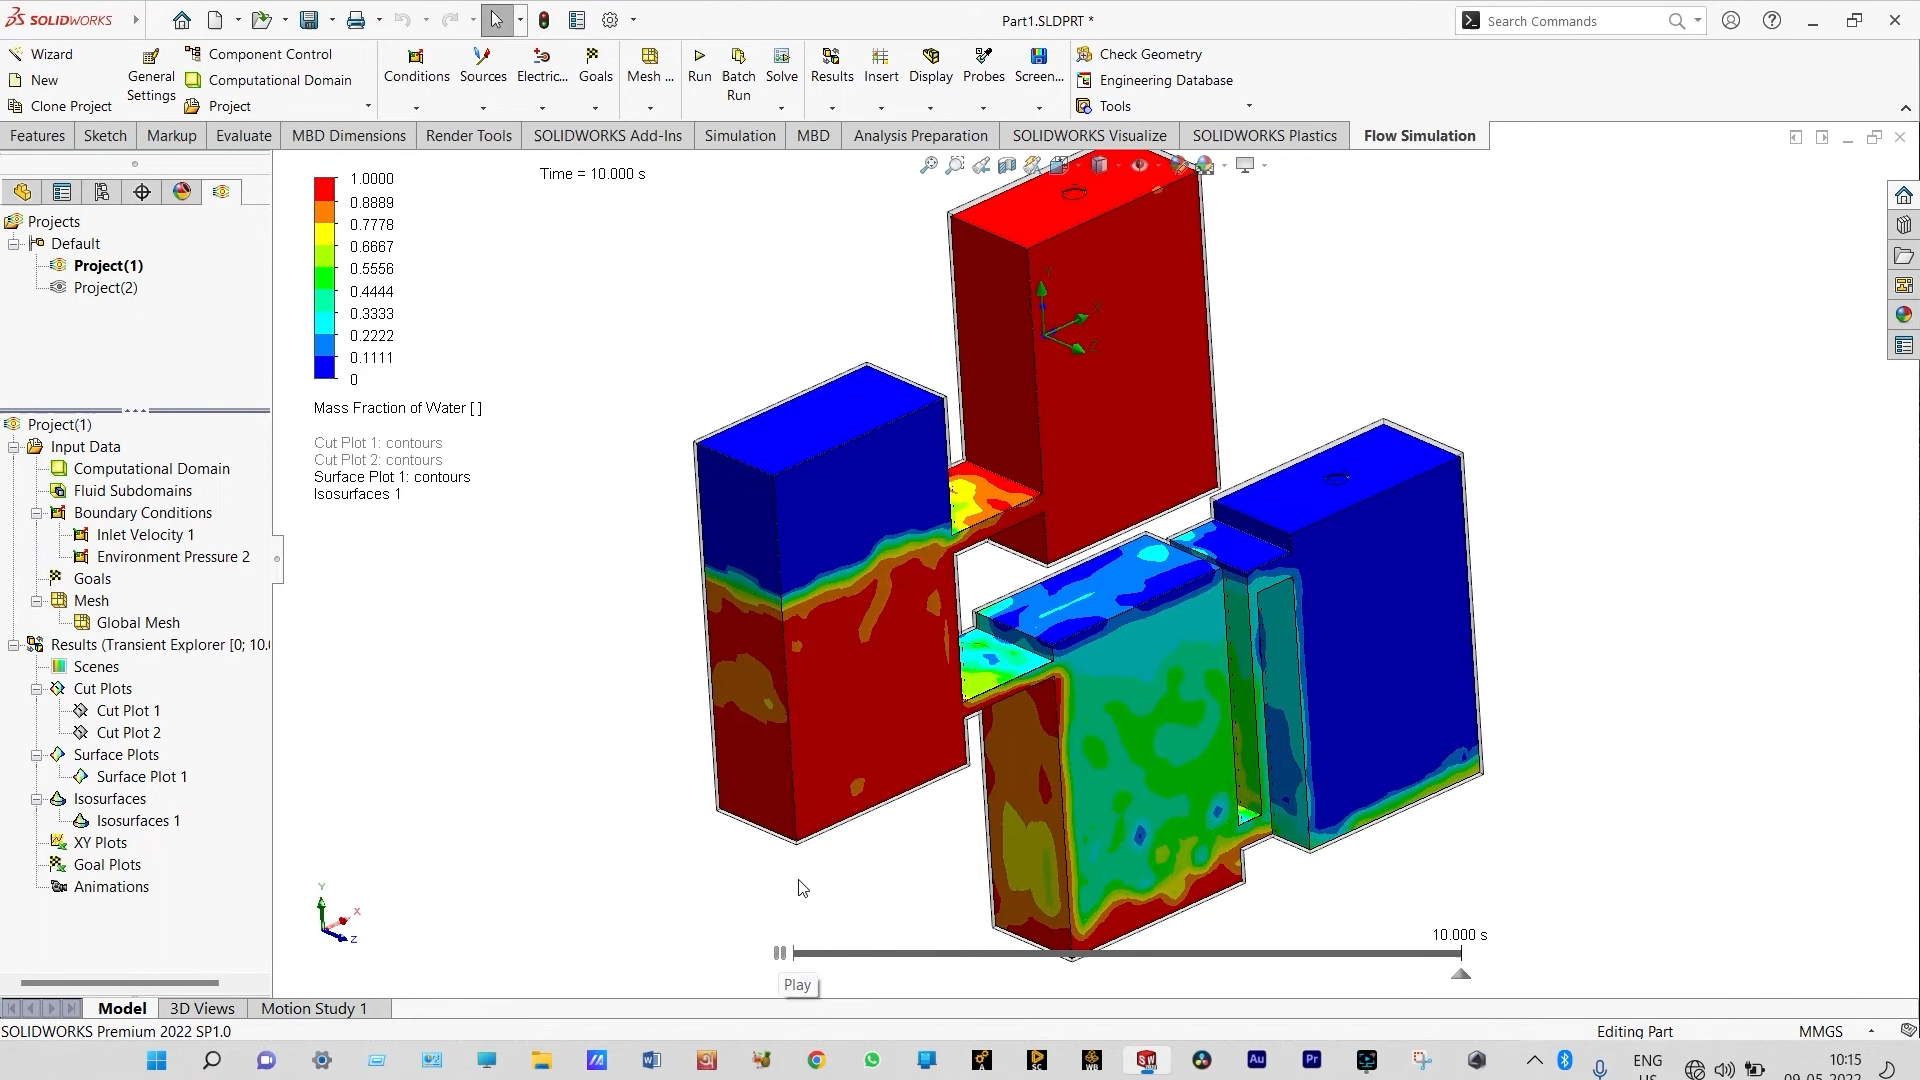 SOLIDWORKS
Part1.SLDPRT *
Search Commands
Wizard
New
Clone Project
General
Settings
Component Control
Computational Domain
Project
Conditions
Sources
Electric...
Goals
Mesh ...
Run
Batch
Run
Solve
Results
Insert
Display
Probes
Screen...
Check Geometry
Engineering Database
Tools
Features
Sketch
Markup
Evaluate
MBD Dimensions
Render Tools
SOLIDWORKS Add-Ins
Simulation
MBD
Analysis Preparation
SOLIDWORKS Visualize
SOLIDWORKS Plastics
Flow Simulation
Projects
Default
Project(1)
Project(2)
Project(1)
Input Data
Computational Domain
Fluid Subdomains
Boundary Conditions
Inlet Velocity 1
Environment Pressure 2
Goals
Mesh
Global Mesh
Results (Transient Explorer [0; 10.
Scenes
Cut Plots
Cut Plot 1
Cut Plot 2
Surface Plots
Surface Plot 1
Isosurfaces
Isosurfaces 1
XY Plots
Goal Plots
Animations
Time = 10.000 s
1.0000
0.8889
0.7778
0.6667
0.5556
0.4444
0.3333
0.2222
0.1111
0
Mass Fraction of Water [ ]
Cut Plot 1: contours
Cut Plot 2: contours
Surface Plot 1: contours
Isosurfaces 1
Y
X
Z
Y
X
Z
10.000 s
Play
Model
3D Views
Motion Study 1
SOLIDWORKS Premium 2022 SP1.0
Editing Part
MMGS
ENG
10:15
09-05-2022